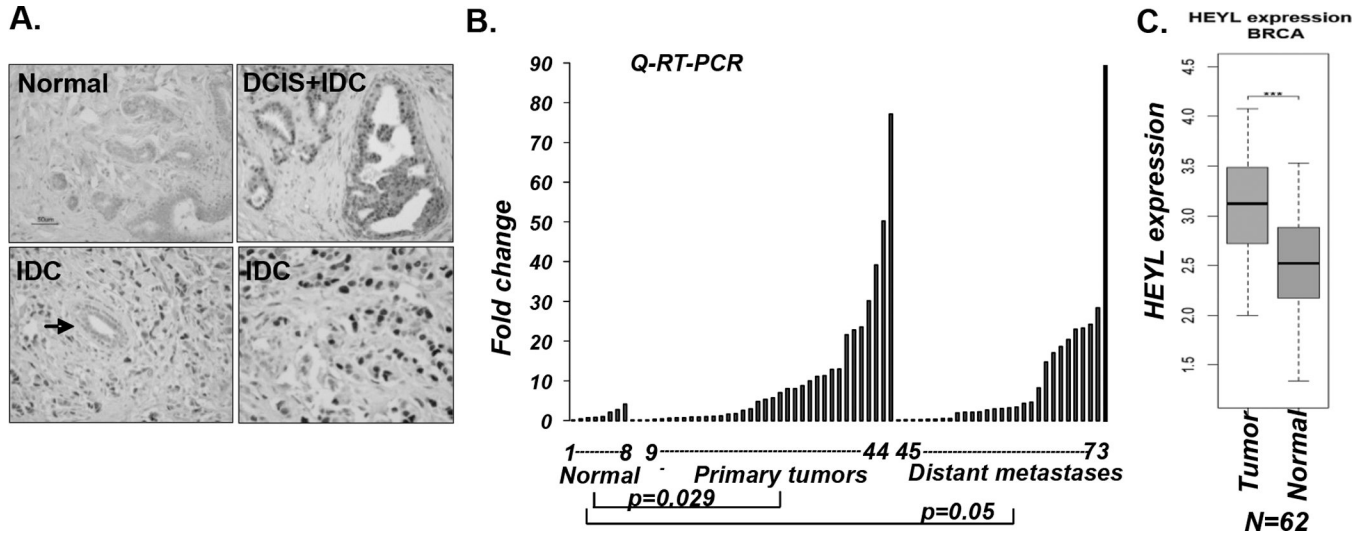 A.
Normal
DCIS+IDC
50um
IDC
IDC
B.
Q-RT-PCR
Fold change
90
80
70
60
50
40
30
20
10
0
1---------8 9----------------------------44 45----------------------73
Normal Primary tumors Distant metastases
p=0.029
p=0.05
C.
HEYL expression
BRCA
HEYL expression
4.5
4.0
3.5
3.0
2.5
2.0
1.5
***
Tumor
Normal
N=62